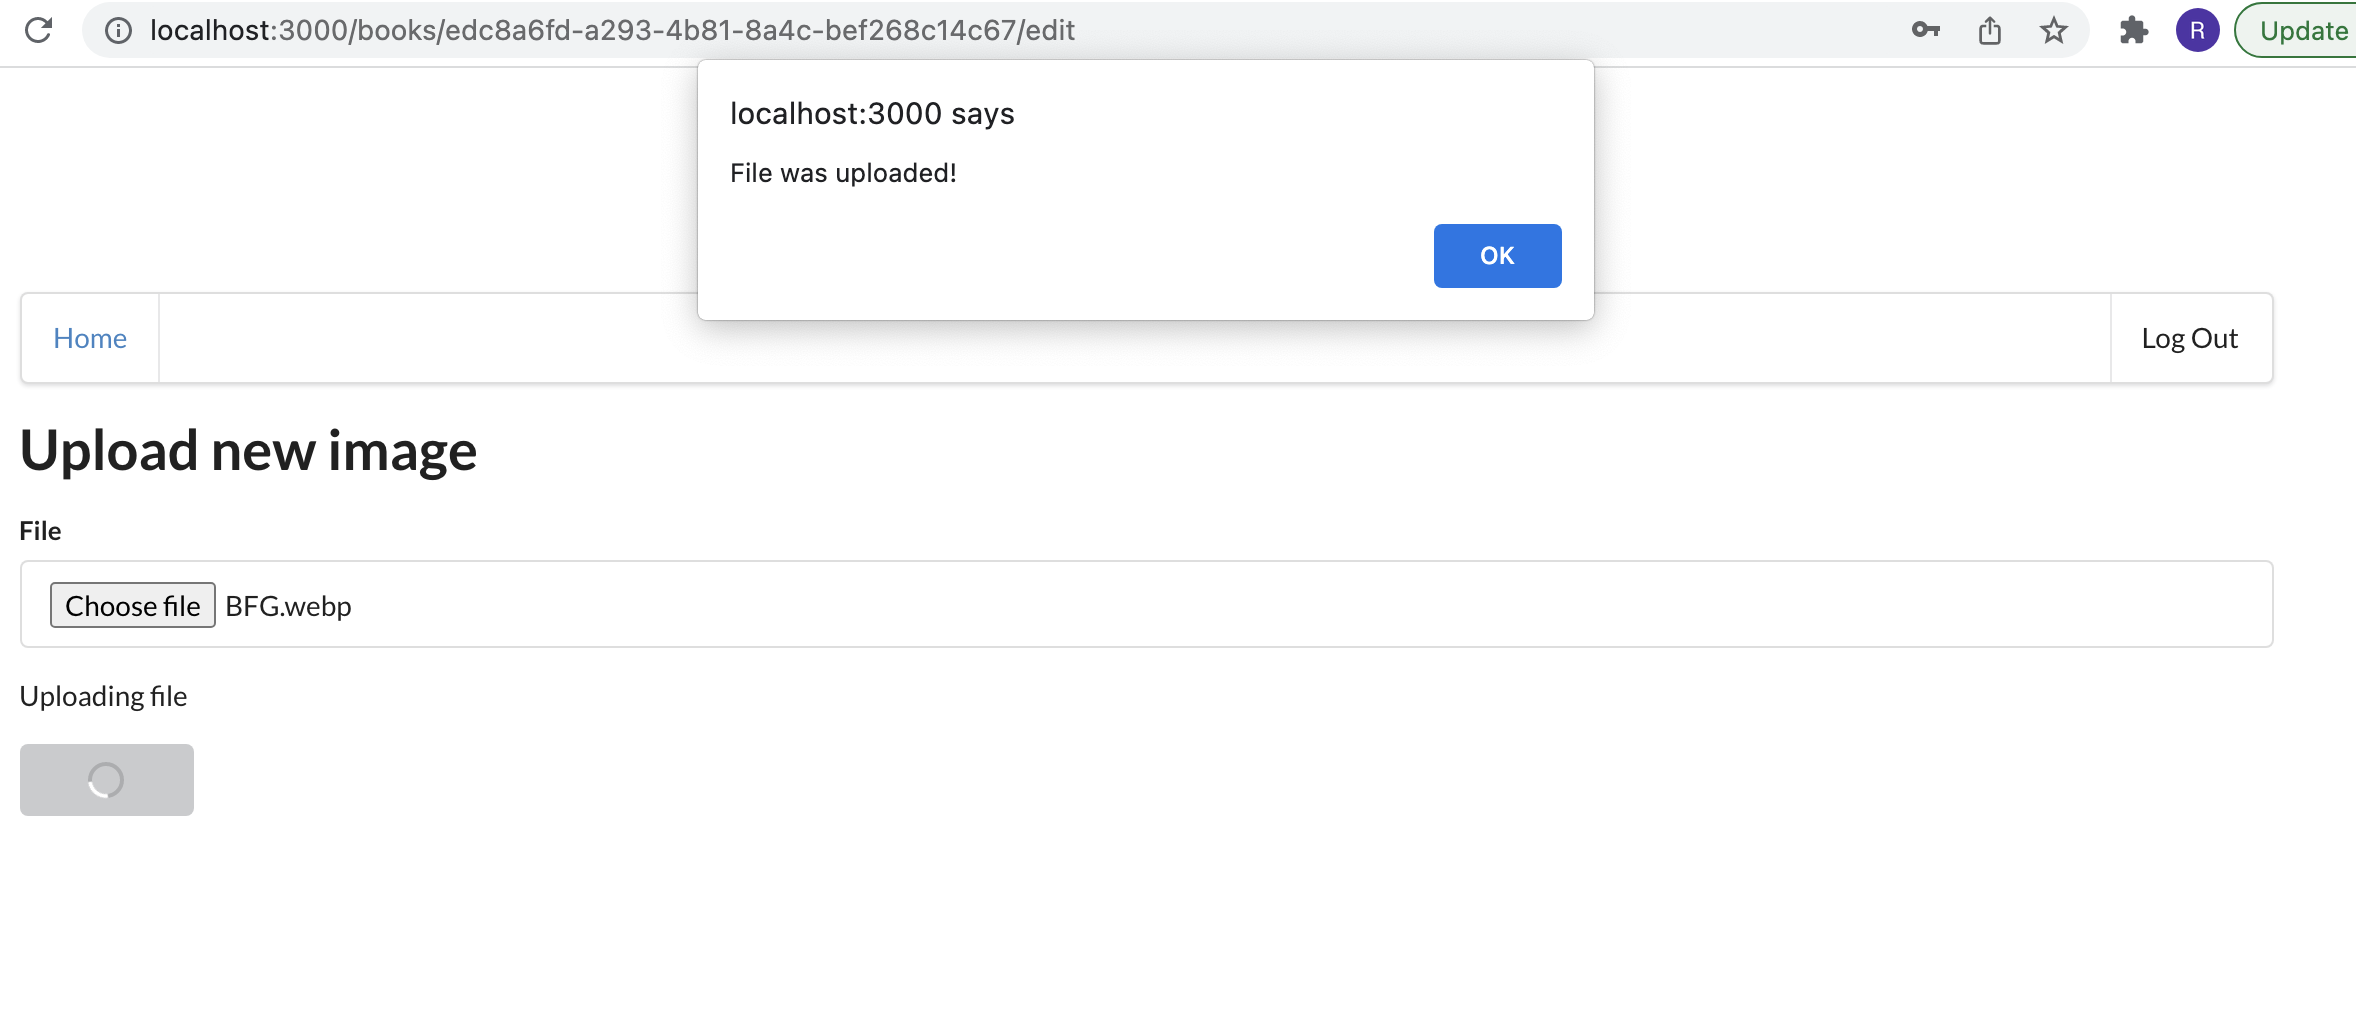 localhost:3000/books/edc8a6fd-a293-4b81-8a4c-bef268c14c67/edit
R
Update
localhost:3000 says
File was uploaded!
OK
Home
Log Out
Upload new image
File
Choose file BFG.webp
Uploading file